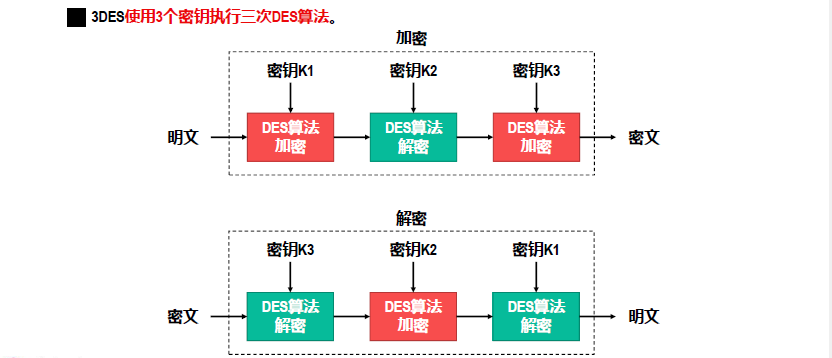 3DES使用3个密钥执行三次DES算法。
加密
密钥K1 密钥K2 密钥K3
明文 DES算法 加密 DES算法 解密 DES算法 加密 密文
解密
密钥K3 密钥K2 密钥K1
密文 DES算法 解密 DES算法 加密 DES算法 解密 明文